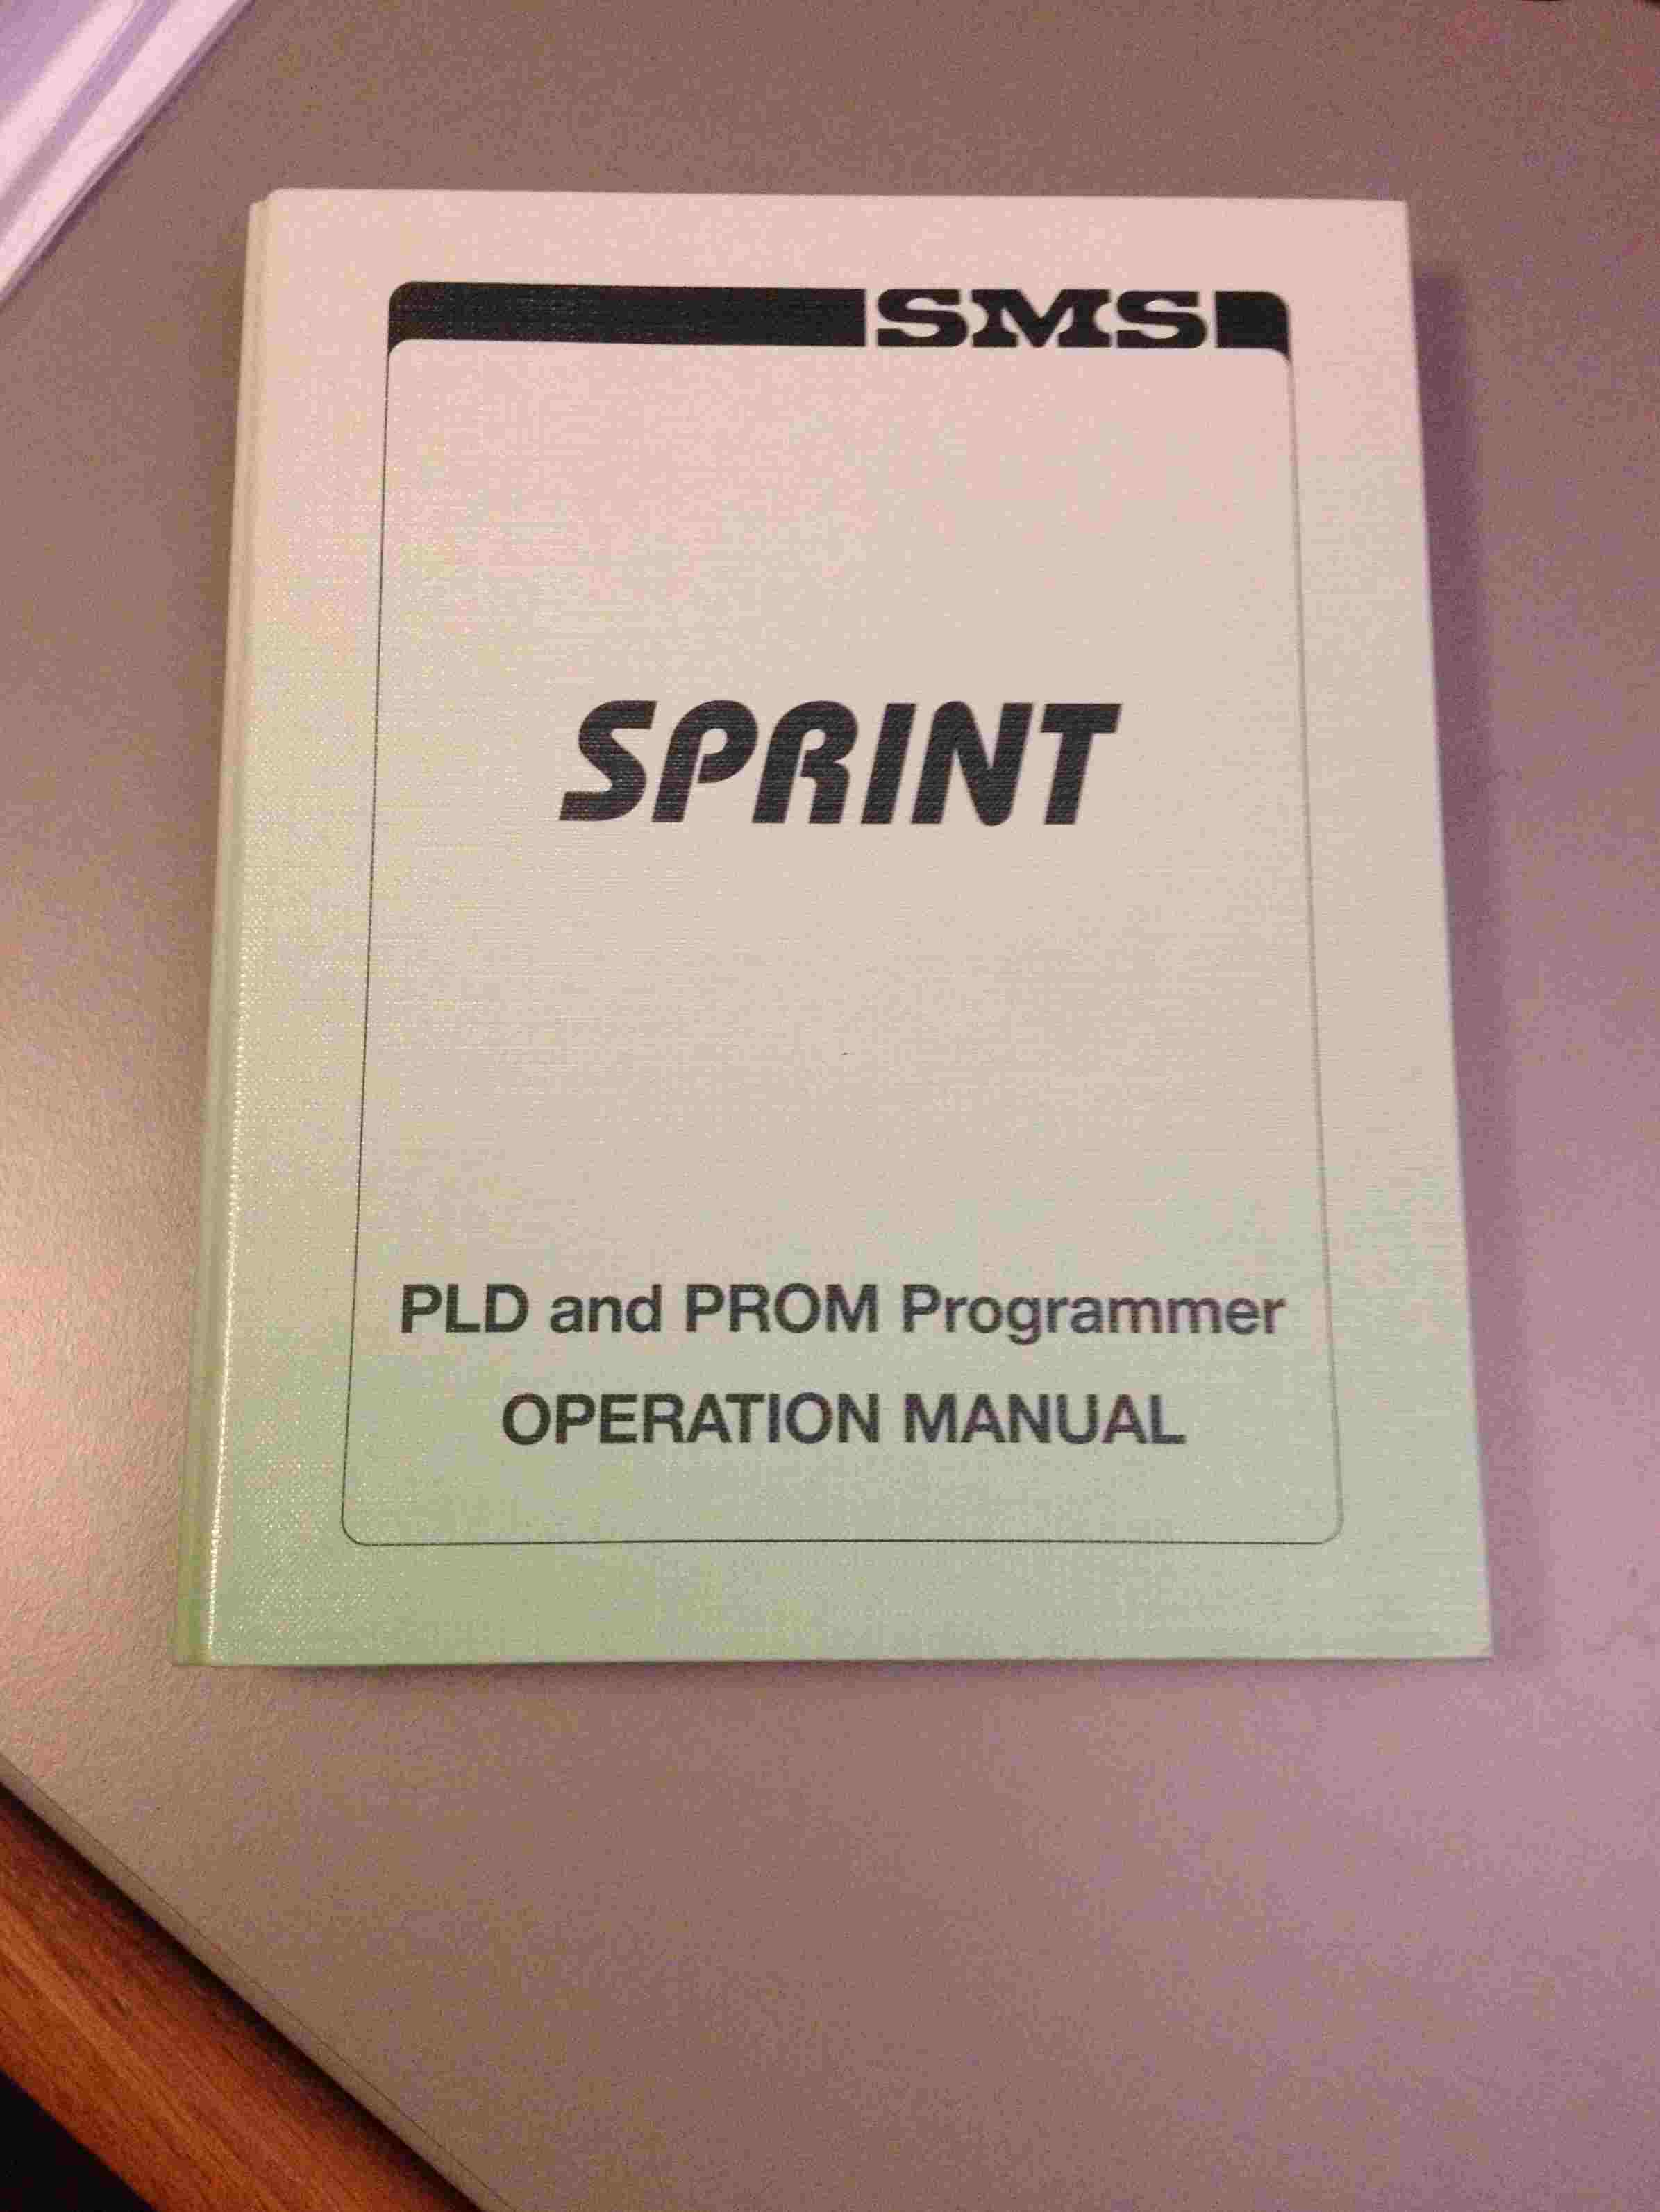 SMS
SPRINT
PLD and PROM Programmer
OPERATION MANUAL